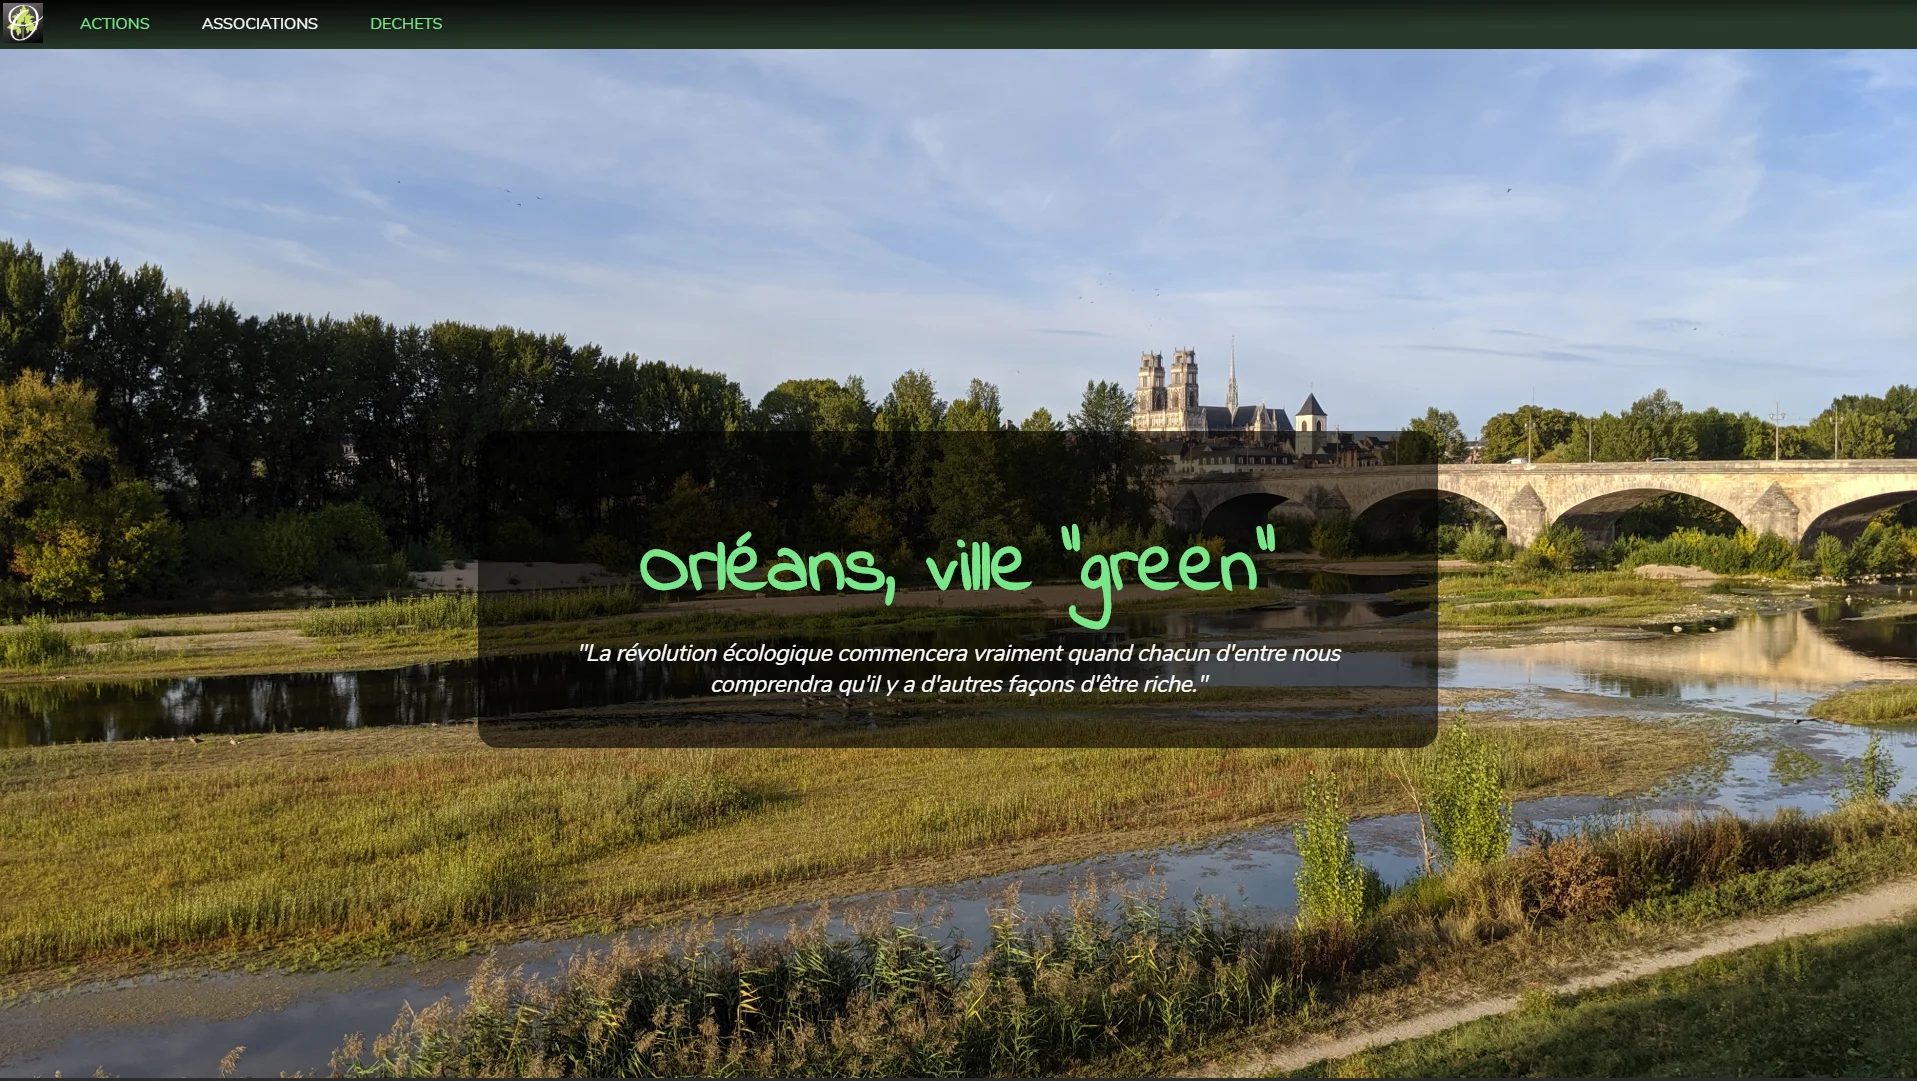 ACTIONS ASSOCIATIONS DECHETS
Orléans, ville "green"
"La révolution écologique commencera vraiment quand chacun d'entre nous
comprendra qu'il y a d'autres façons d'être riche."